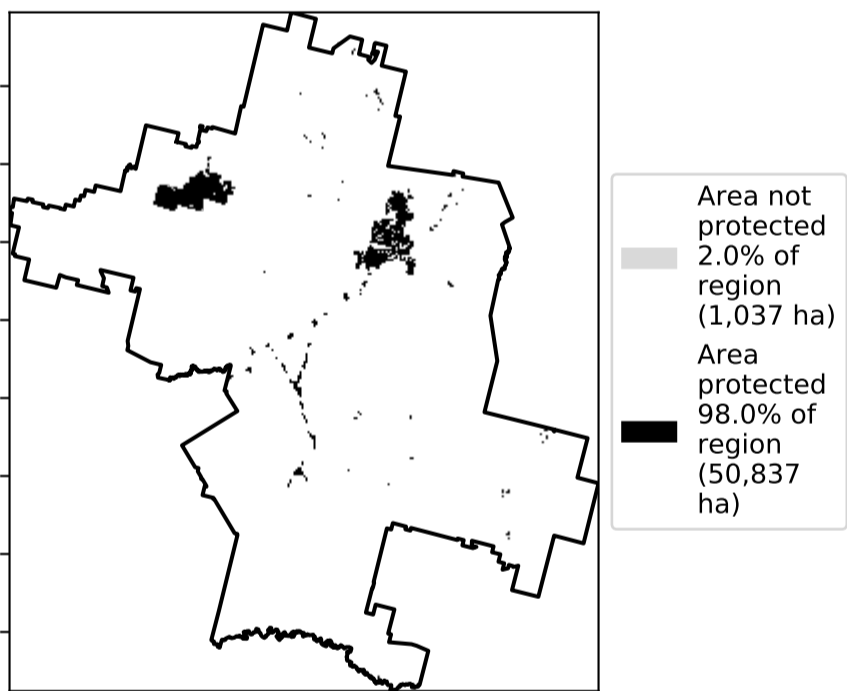 Area not
protected
2.0% of
region
(1,037 ha)
Area
protected
98.0% of
region
(50,837
ha)